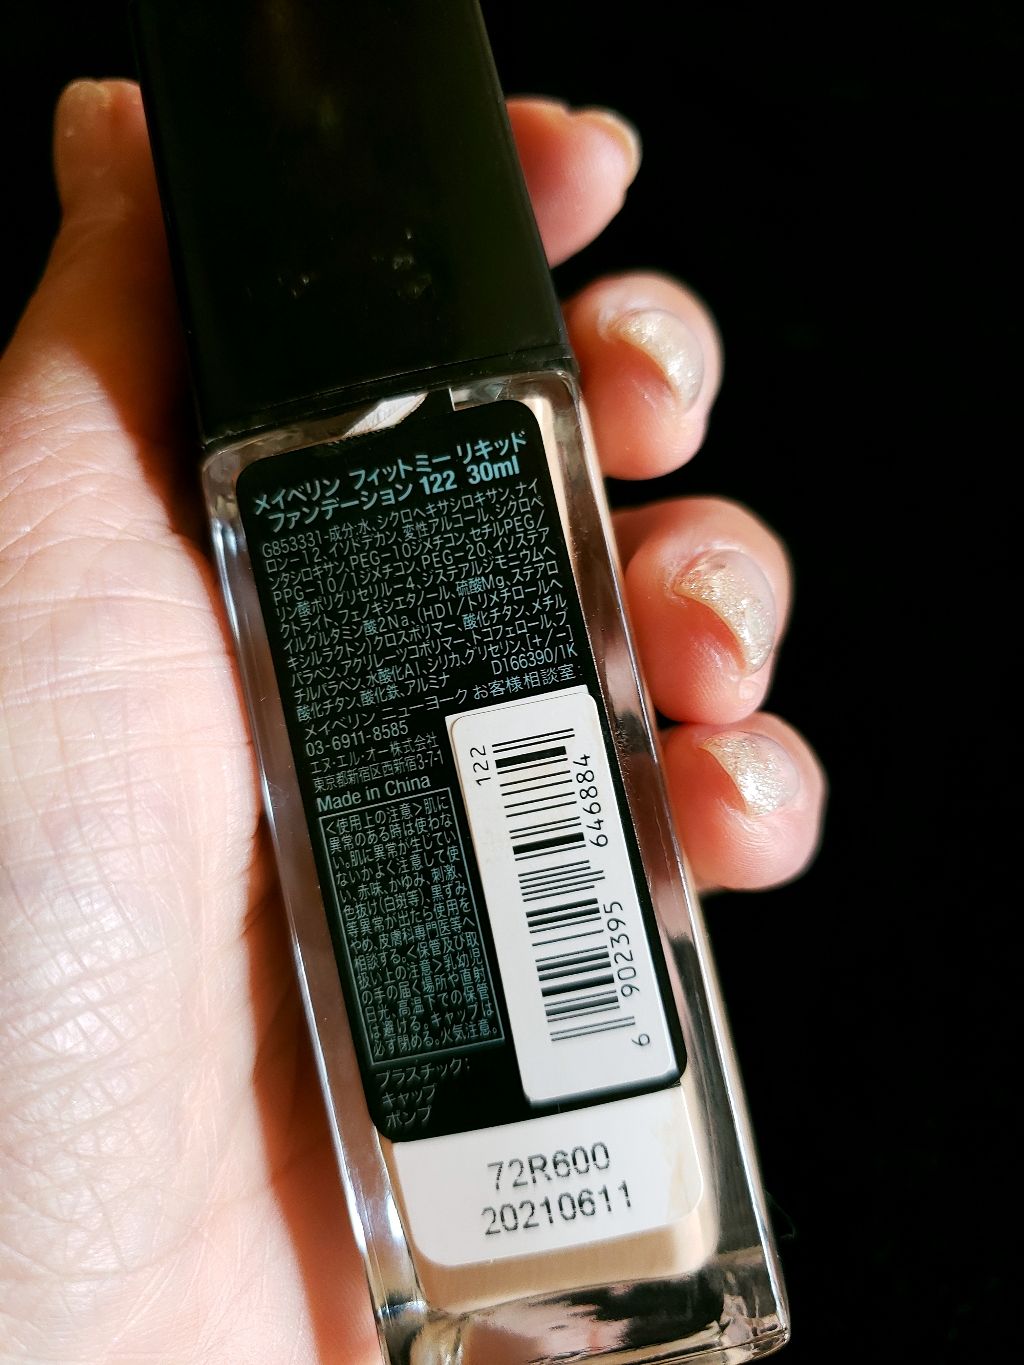 メイベリン フィットミー リキッド
ファンデーション 122 30ml
G853331-成分:水、シクロヘキサシロキサン、ナイ
ロン-12、イソドデカン、変性アルコール、シクロペ
ンタシロキサン、PEG-10ジメチコン、セチルPEG/
PPG-10/1ジメチコン、PEG-20、イソステア
リン酸ポリグリセリル-4、ジステアルジモニウムヘ
クトライト、フェノキシエタノール、硫酸Mg、ステアロ
イルグルタミン酸2Na、(HDI/トリメチロールヘ
キシルラクトン)クロスポリマー、酸化チタン、メチル
パラベン、アクリレーツコポリマー、トコフェロール、ブ
チルパラベン、水酸化Al、シリカ、グリセリン、[+/-]
酸化チタン、酸化鉄、アルミナ D166390/1K
メイベリン ニューヨーク お客様相談室
03-6911-8585
エヌ・エル・オー株式会社
東京都新宿区西新宿3-7-1
Made in China
<使用上の注意>肌に
異常のある時は使わな
い。肌に異常が生じてい
ないかよく注意して使
い、赤味、かゆみ、刺激、
色抜け(白斑等)、黒ずみ
等異常が出たら使用を
やめ、皮膚科専門医等へ
相談する。<保管及び取
扱い上の注意>乳幼児
の手の届く場所や直射
日光、高温下での保管
は避ける。キャップは
必ず閉める。火気注意。
プラスチック:
キャップ
ポンプ
122
6 902395 646884
72R600
20210611